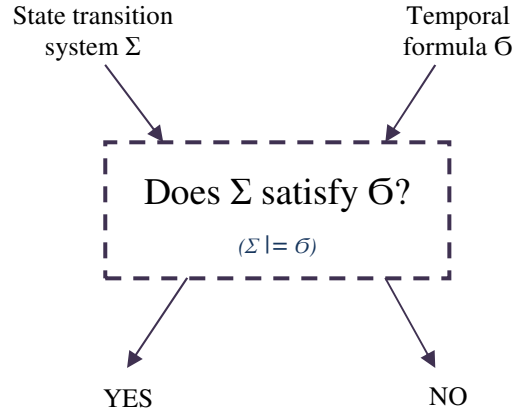 State transition
system Σ
Temporal
formula Ϭ
Does Σ satisfy Ϭ?
(Σ |= Ϭ)
YES
NO